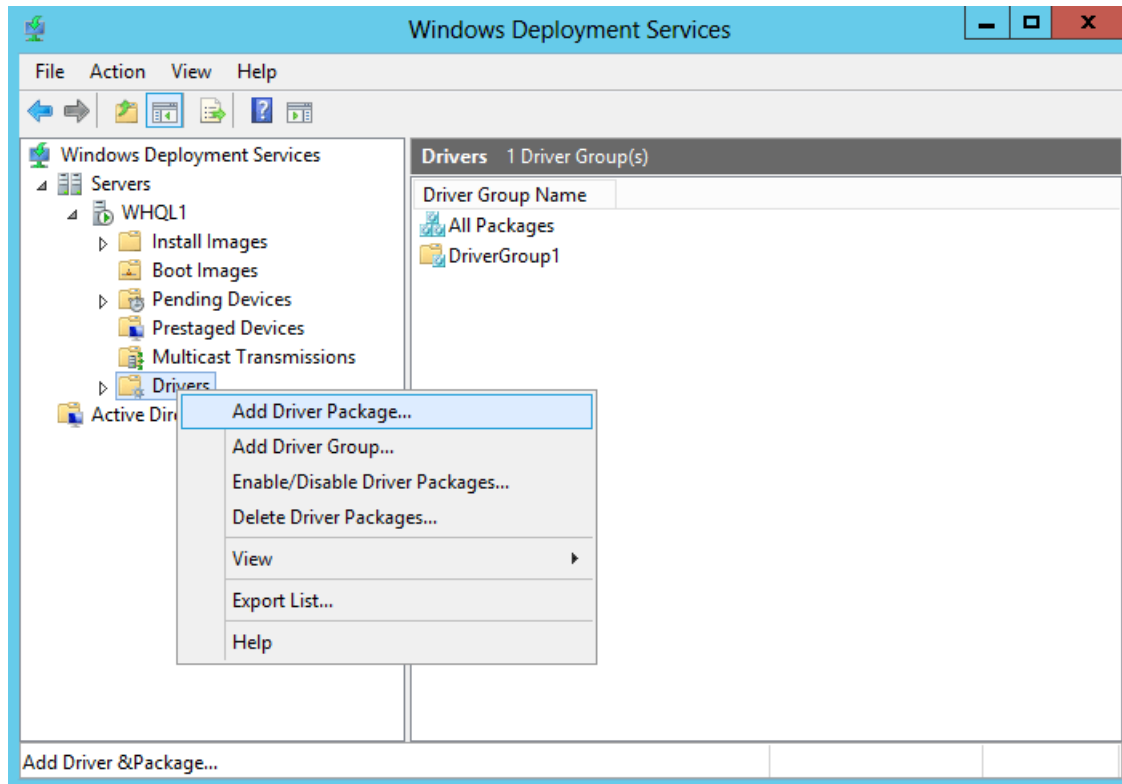 Windows Deployment Services
File Action View Help
Windows Deployment Services
Servers
WHQL1
Install Images
Boot Images
Pending Devices
Prestaged Devices
Multicast Transmissions
Drivers
Active Dir
Drivers 1 Driver Group(s)
Driver Group Name
All Packages
DriverGroup1
Add Driver Package...
Add Driver Group...
Enable/Disable Driver Packages...
Delete Driver Packages...
View
Export List...
Help
Add Driver &Package...